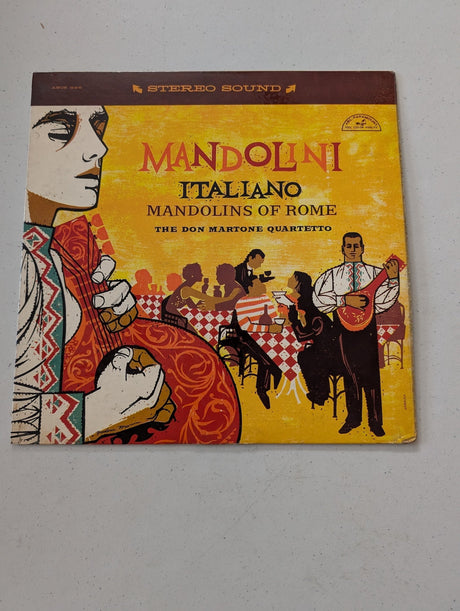 STEREO SOUND
MANDOLINI
ITALIANO
MANDOLINS OF ROME
THE DON MARTONE QUARTETTO